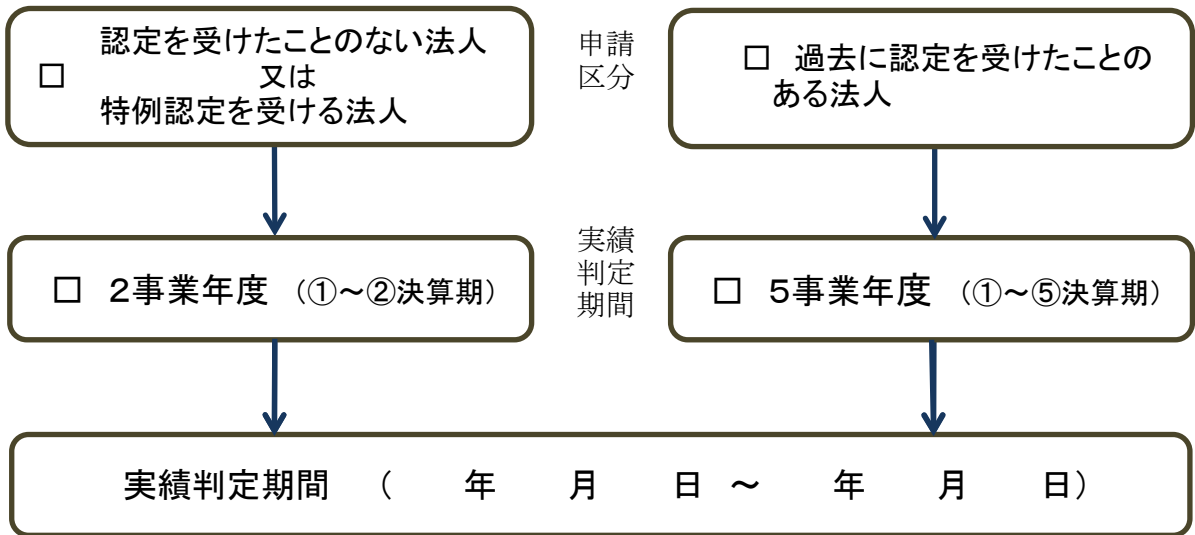 認定を受けたことのない法人
□ 又は
特例認定を受ける法人
申請
区分
□ 過去に認定を受けたことの
ある法人
□ 2事業年度 (①~②決算期)
実績
判定
期間
□ 5事業年度 (①~⑤決算期)
実績判定期間 ( 年 月 日 ~ 年 月 日)